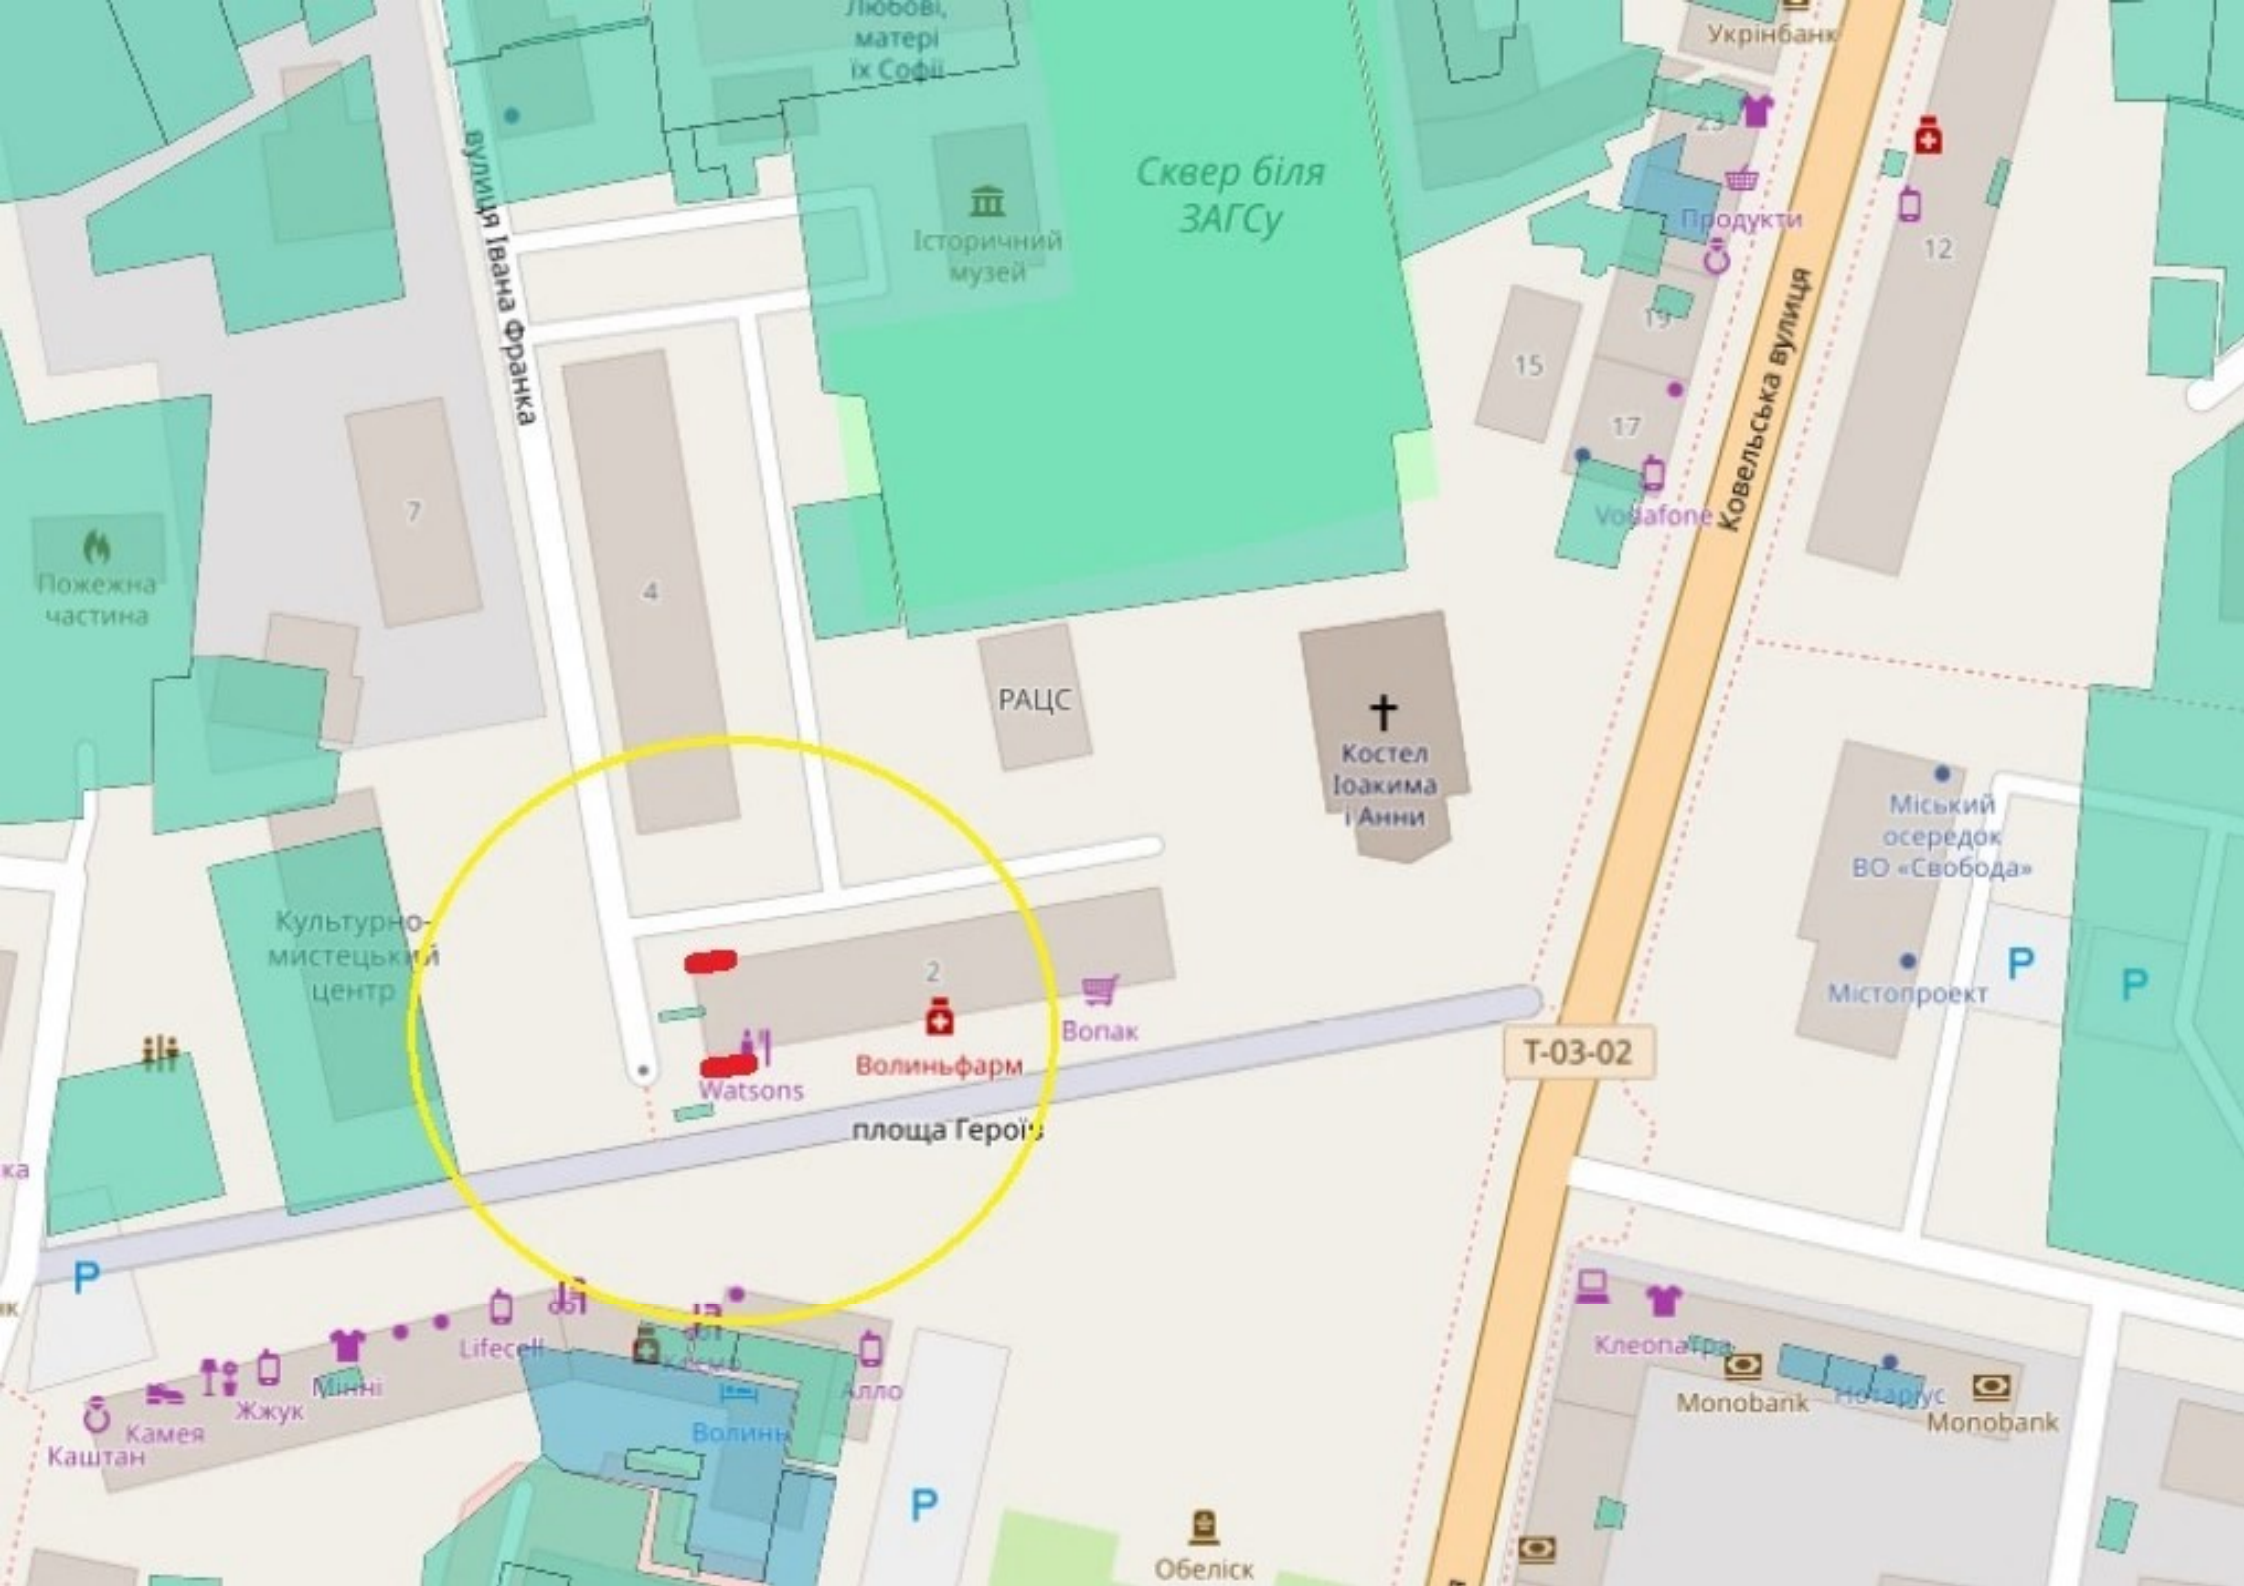 Любові,
матері
їх Софії
Укрінбанк
23
вулиця Івана Франка
Сквер біля
ЗАГСу
Історичний
музей
Продукти
12
19
15
17
Ковельська вулиця
Vodafone
7
4
Пожежна
частина
РАЦС
Костел
Іоакима
і Анни
Міський
осередок
ВО «Свобода»
Культурно-
мистецький
центр
2
Містопроект
P
P
Вопак
Волиньфарм
Watsons
Т-03-02
площа Героїв
ка
P
нк
Lifecell
Клеопатра
Мінні
Алло
Жжук
Нотаріус
Monobank
Monobank
Камея
Каштан
Волинь
P
Обеліск